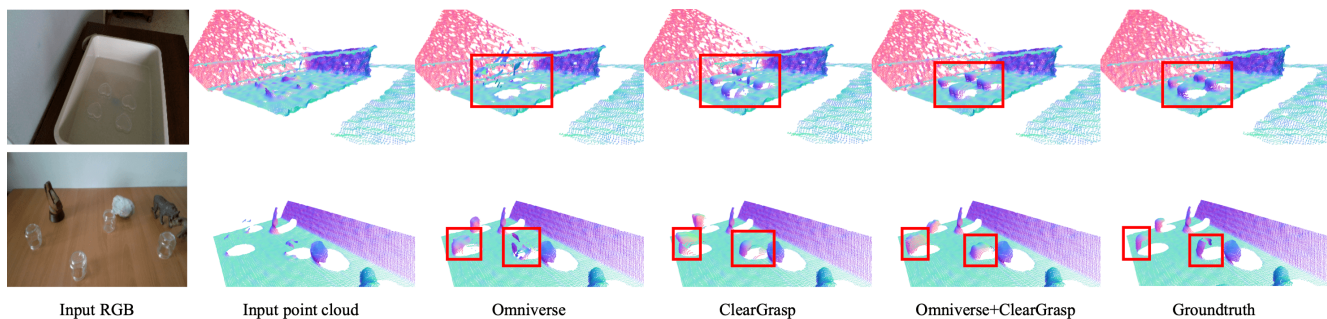 Input RGB
Input point cloud
Omniverse
ClearGrasp
Omniverse+ClearGrasp
Groundtruth